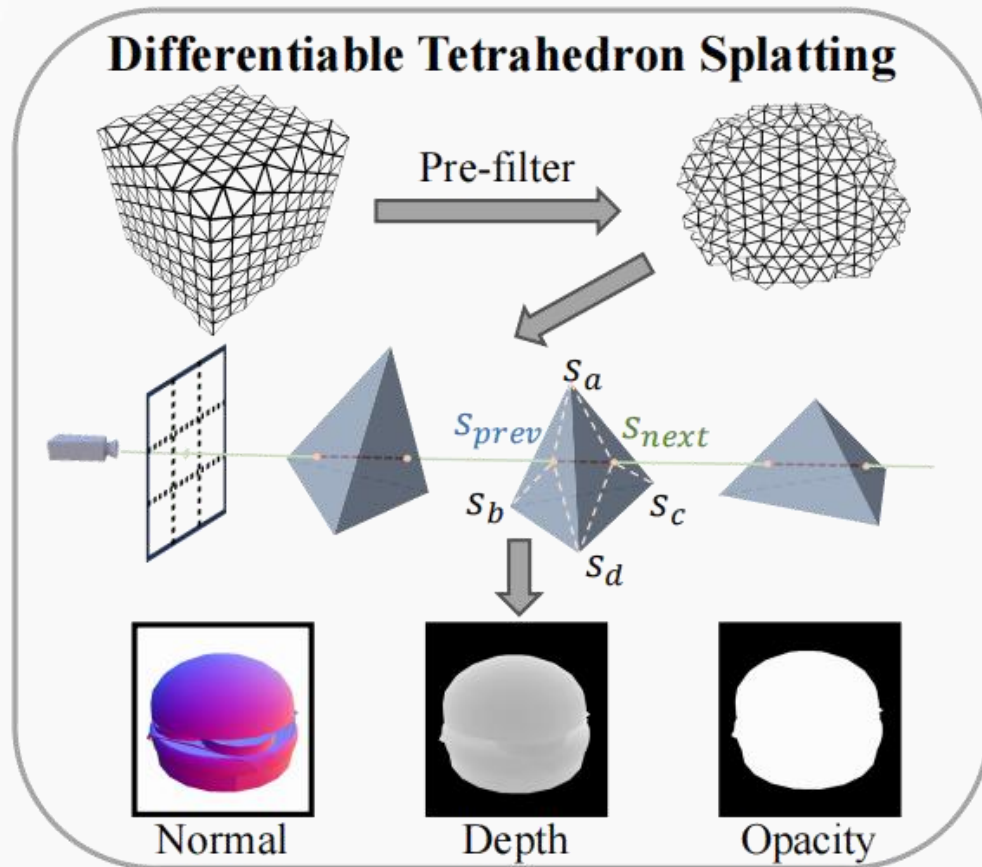 Differentiable Tetrahedron Splatting
Pre-filter
s_a
s_prev s_next
s_b s_c
s_d
Normal Depth Opacity